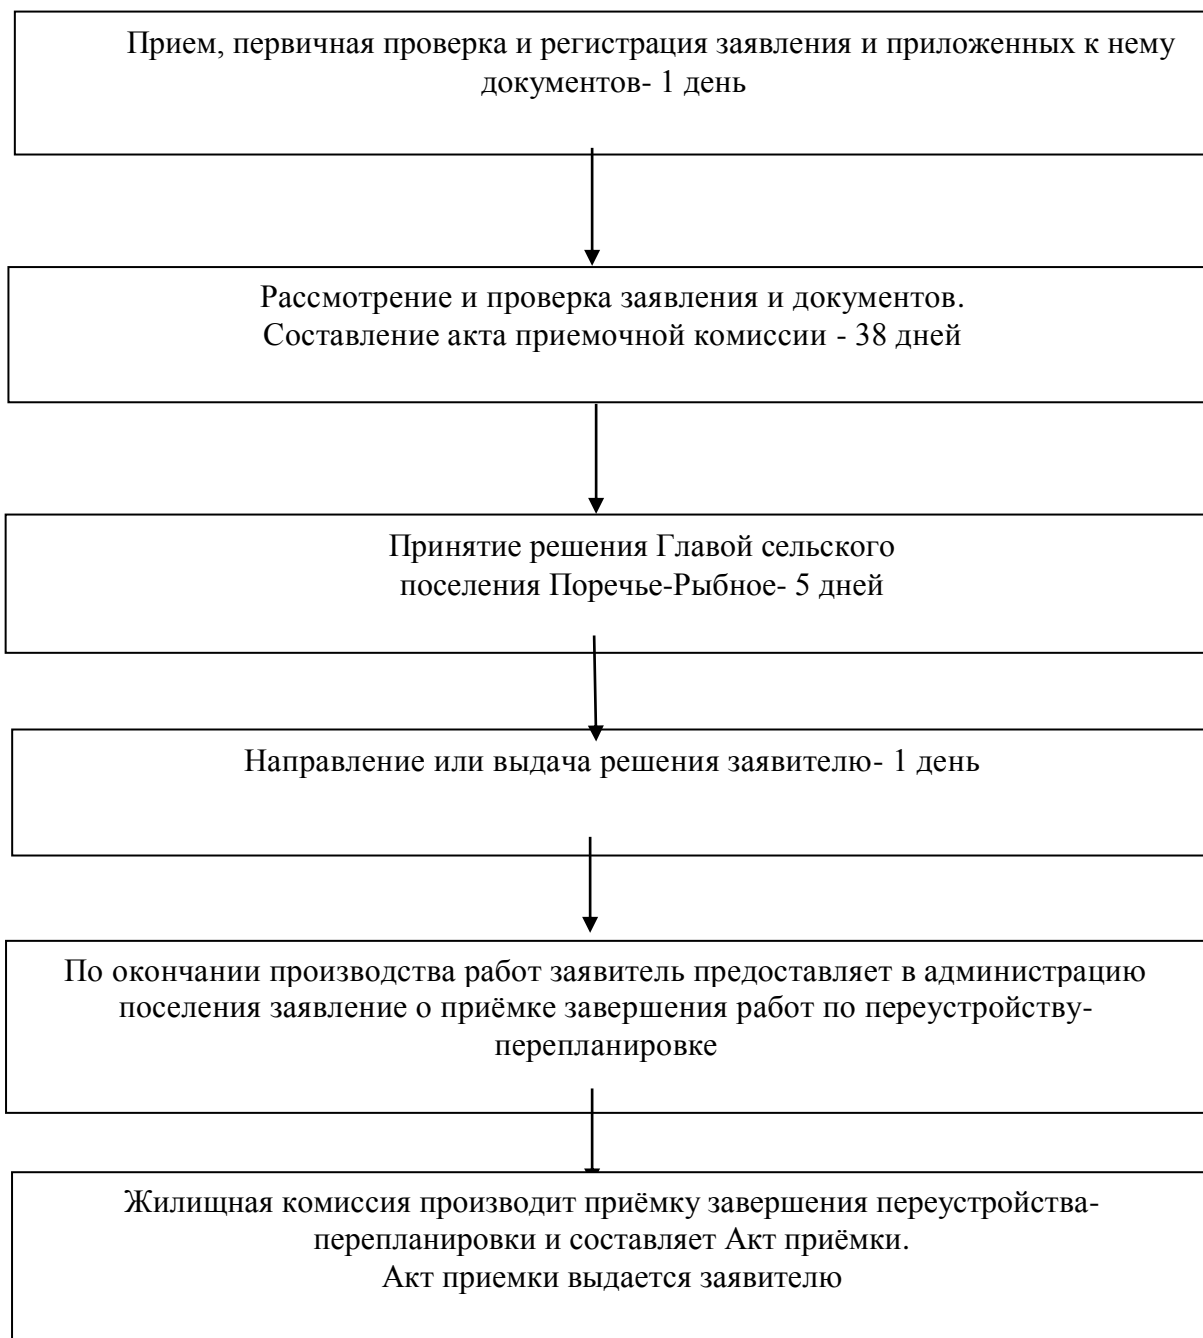 Прием, первичная проверка и регистрация заявления и приложенных к нему
документов- 1 день
Рассмотрение и проверка заявления и документов.
Составление акта приемочной комиссии - 38 дней
Принятие решения Главой сельского
поселения Поречье-Рыбное- 5 дней
Направление или выдача решения заявителю- 1 день
По окончании производства работ заявитель предоставляет в администрацию
поселения заявление о приёмке завершения работ по переустройству-
перепланировке
Жилищная комиссия производит приёмку завершения переустройства-
перепланировки и составляет Акт приёмки.
Акт приемки выдается заявителю